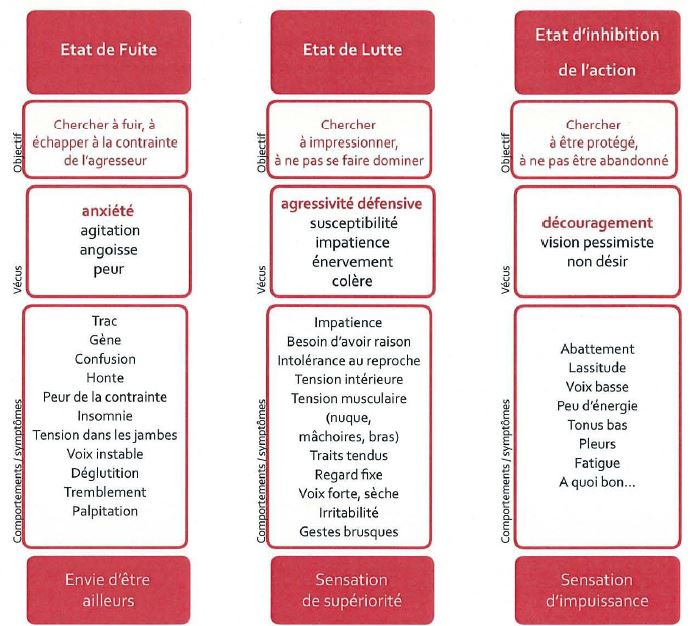 Etat de Fuite
Objectif
Chercher à fuir, à
échapper à la contrainte
de l'agresseur
Vécus
anxiété
agitation
angoisse
peur
Comportements / symptômes
Trac
Gène
Confusion
Honte
Peur de la contrainte
Insomnie
Tension dans les jambes
Voix instable
Déglutition
Tremblement
Palpitation
Envie d'être
ailleurs
Etat de Lutte
Objectif
Chercher
à impressionner,
à ne pas se faire dominer
Vécus
agressivité défensive
susceptibilité
impatience
énervement
colère
Comportements / symptômes
Impatience
Besoin d'avoir raison
Intolérance au reproche
Tension intérieure
Tension musculaire
(nuque,
mâchoires, bras)
Traits tendus
Regard fixe
Voix forte, sèche
Irritabilité
Gestes brusques
Sensation
de supériorité
Etat d'inhibition
de l'action
Objectif
Chercher
à être protégé,
à ne pas être abandonné
Vécus
découragement
vision pessimiste
non désir
Comportements / symptômes
Abattement
Lassitude
Voix basse
Peu d'énergie
Tonus bas
Pleurs
Fatigue
A quoi bon...
Sensation
d'impuissance